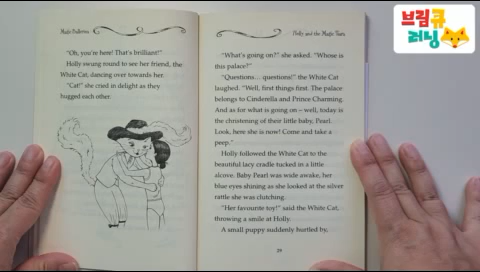 Magic Ballerina
"Oh, you're here! That's brilliant!"
Holly swung round to see her friend, the
White Cat, dancing over towards her.
"Cat!" she cried in delight as they
hugged each other.
Holly and the Magic Tiara
"What's going on?" she asked. "Whose is
this palace?"
"Questions... questions!" the White Cat
laughed. "Well, first things first. The palace
belongs to Cinderella and Prince Charming.
And as for what is going on – well, today is
the christening of their little baby, Pearl.
Look, here she is now! Come and take a
peep."
Holly followed the White Cat to the
beautiful lacy cradle tucked in a little
alcove. Baby Pearl was wide awake, her
blue eyes shining as she looked at the silver
rattle she was clutching.
"Her favourite toy!" said the White Cat,
throwing a smile at Holly.
A small puppy suddenly hurtled by,
29
브림큐
러닝